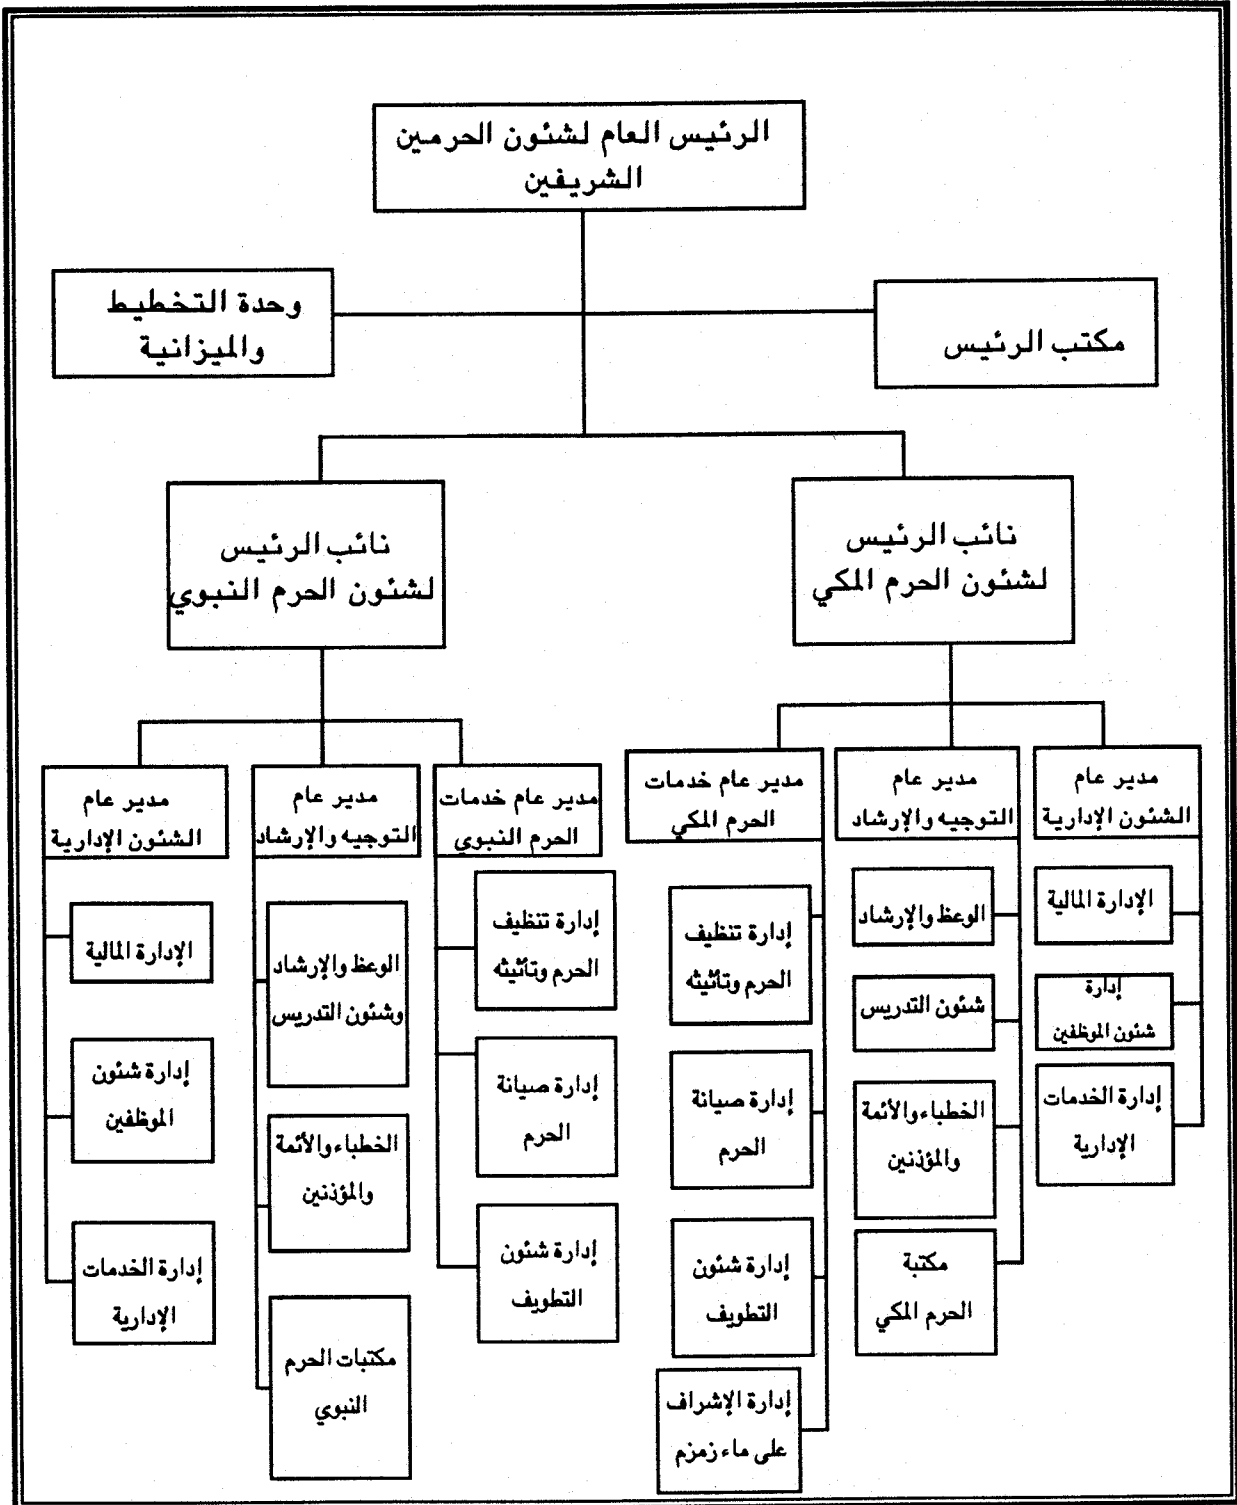 الرئيس العام لشئون الحرمين
الشريفين
مكتب الرئيس
وحدة التخطيط
والميزانية
نائب الرئيس
لشئون الحرم المكي
نائب الرئيس
لشئون الحرم النبوي
مدير عام
الشئون الإدارية
الإدارة المالية
إدارة
شئون الموظفين
إدارة الخدمات
الإدارية
مدير عام
التوجيه والإرشاد
الوعظ والإرشاد
شئون التدريس
الخطباء والأئمة
والمؤذنين
مكتبة
الحرم المكي
مدير عام خدمات
الحرم المكي
إدارة تنظيف
الحرم وتأثيثه
إدارة صيانة
الحرم
إدارة شئون
التطويف
إدارة الإشراف
على ماء زمزم
مدير عام خدمات
الحرم النبوي
إدارة تنظيف
الحرم وتأثيثه
إدارة صيانة
الحرم
إدارة شئون
التطويف
مدير عام
التوجيه والإرشاد
الوعظ والإرشاد
وشئون التدريس
الخطباء والأئمة
والمؤذنين
مكتبات الحرم
النبوي
مدير عام
الشئون الإدارية
الإدارة المالية
إدارة شئون
الموظفين
إدارة الخدمات
الإدارية